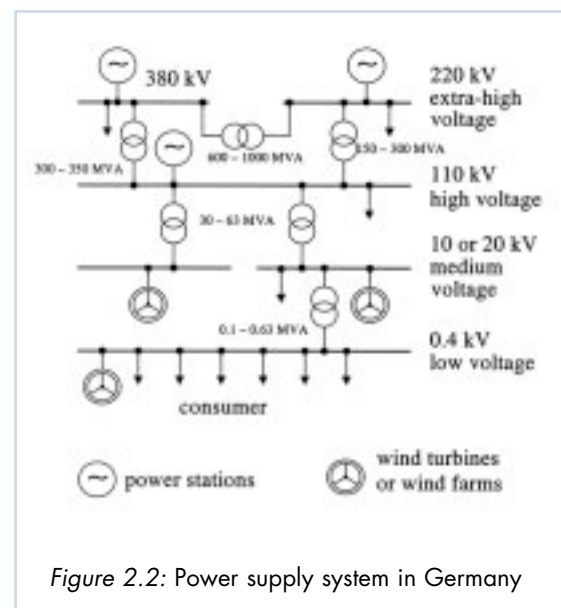 380 kV
220 kV
extra-high
voltage
600 – 1000 MVA
150 – 300 MVA
300 – 350 MVA
110 kV
high voltage
30 – 63 MVA
10 or 20 kV
medium
voltage
0.1 – 0.63 MVA
0.4 kV
low voltage
consumer
power stations
wind turbines
or wind farms
Figure 2.2: Power supply system in Germany